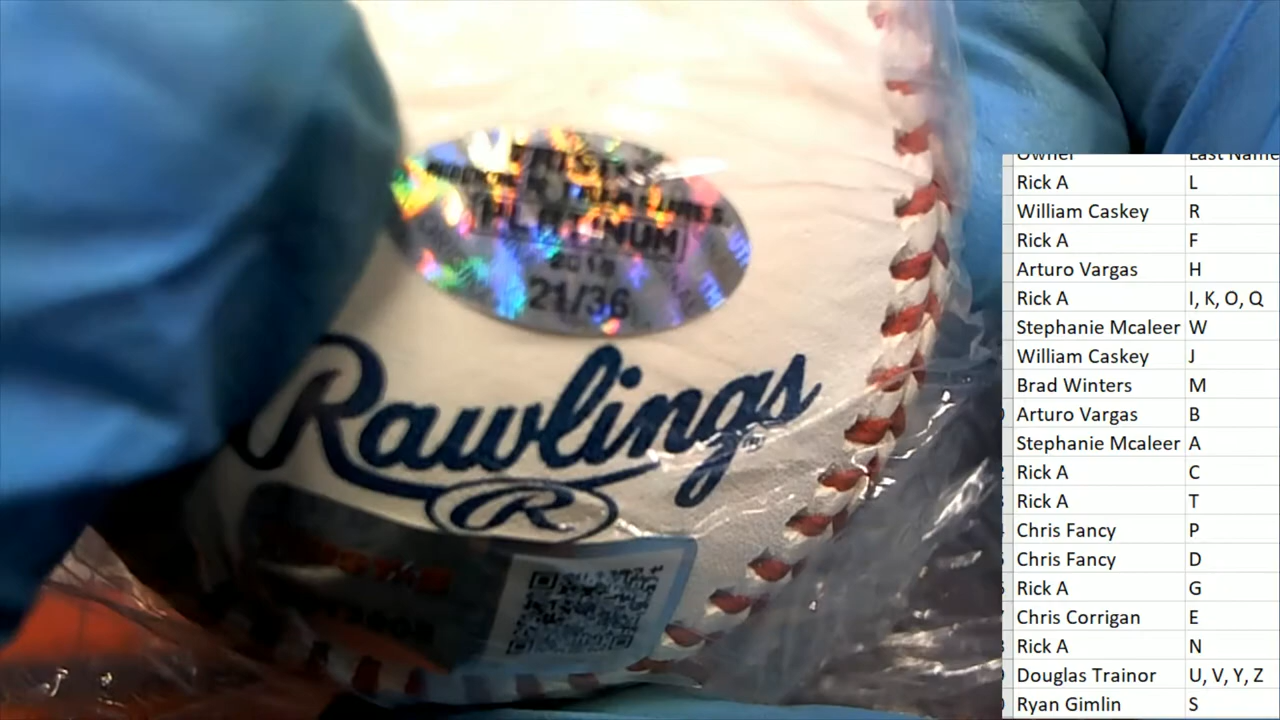 PLATINUM
21/36
Rawlings
®
R
Owner
Last Name
Rick A L
William Caskey R
Rick A F
Arturo Vargas H
Rick A I, K, O, Q
Stephanie Mcaleer W
William Caskey J
Brad Winters M
Arturo Vargas B
Stephanie Mcaleer A
Rick A C
Rick A T
Chris Fancy P
Chris Fancy D
Rick A G
Chris Corrigan E
Rick A N
Douglas Trainor U, V, Y, Z
Ryan Gimlin S